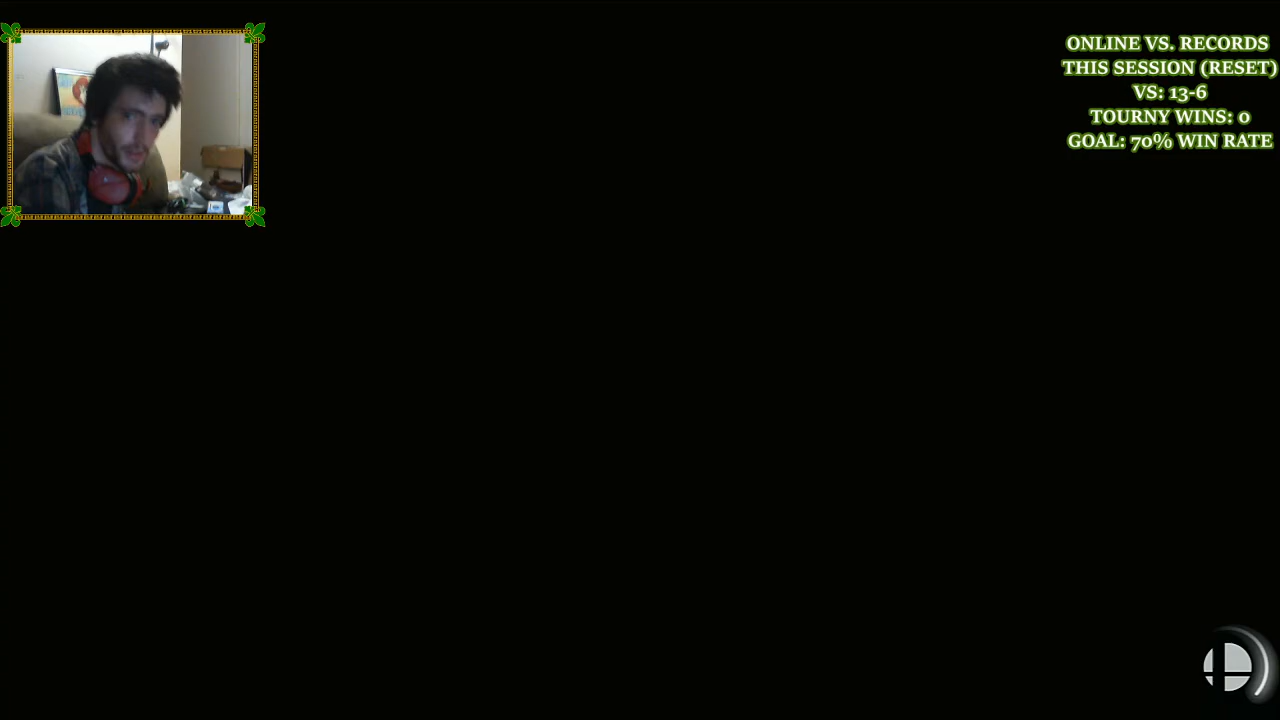 ONLINE VS. RECORDS
THIS SESSION (RESET)
VS: 13-6
TOURNY WINS: 0
GOAL: 70% WIN RATE